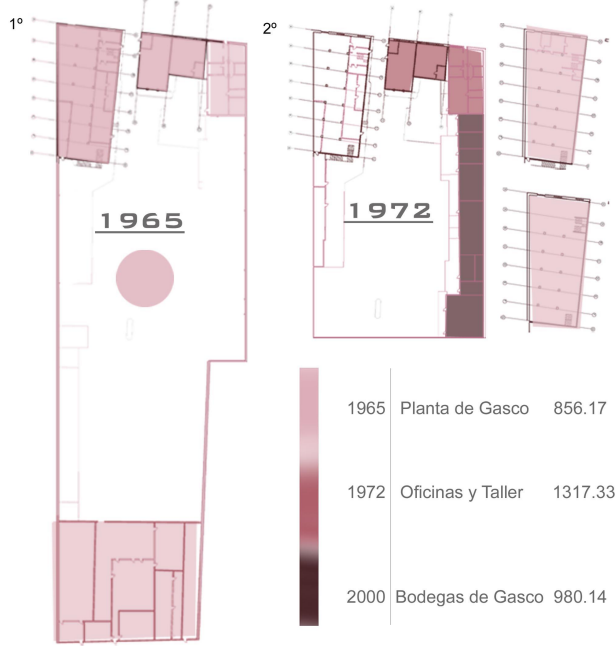 1º
2º
1965
1972
1965 Planta de Gasco 856.17
1972 Oficinas y Taller 1317.33
2000 Bodegas de Gasco 980.14